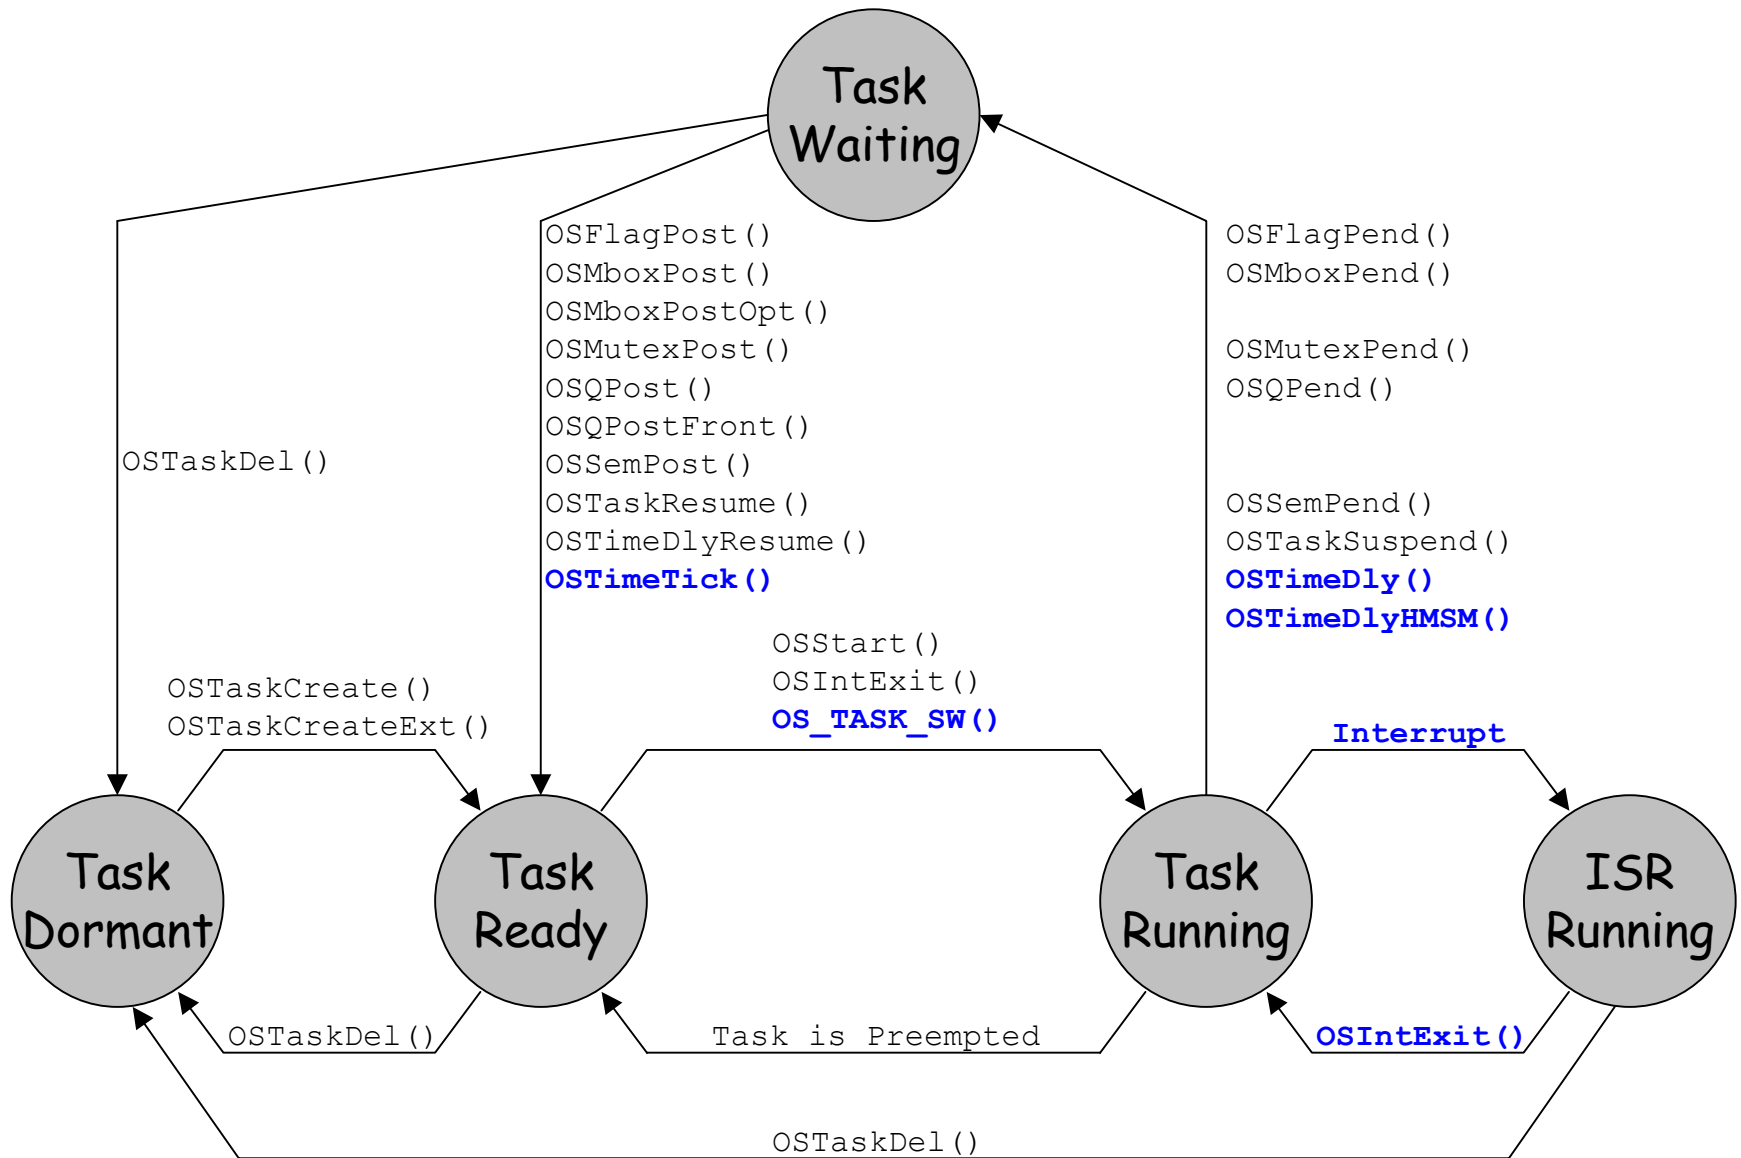 Task
Waiting
OSFlagPost()
OSMboxPost()
OSMboxPostOpt()
OSMutexPost()
OSQPost()
OSQPostFront()
OSSemPost()
OSTaskResume()
OSTimeDlyResume()
OSTimeTick()
OSFlagPend()
OSMboxPend()
OSMutexPend()
OSQPend()
OSSemPend()
OSTaskSuspend()
OSTimeDly()
OSTimeDlyHMSM()
OSTaskDel()
OSTaskCreate()
OSTaskCreateExt()
OSStart()
OSIntExit()
OS_TASK_SW()
Interrupt
Task
Dormant
Task
Ready
Task
Running
ISR
Running
OSTaskDel()
Task is Preempted
OSIntExit()
OSTaskDel()